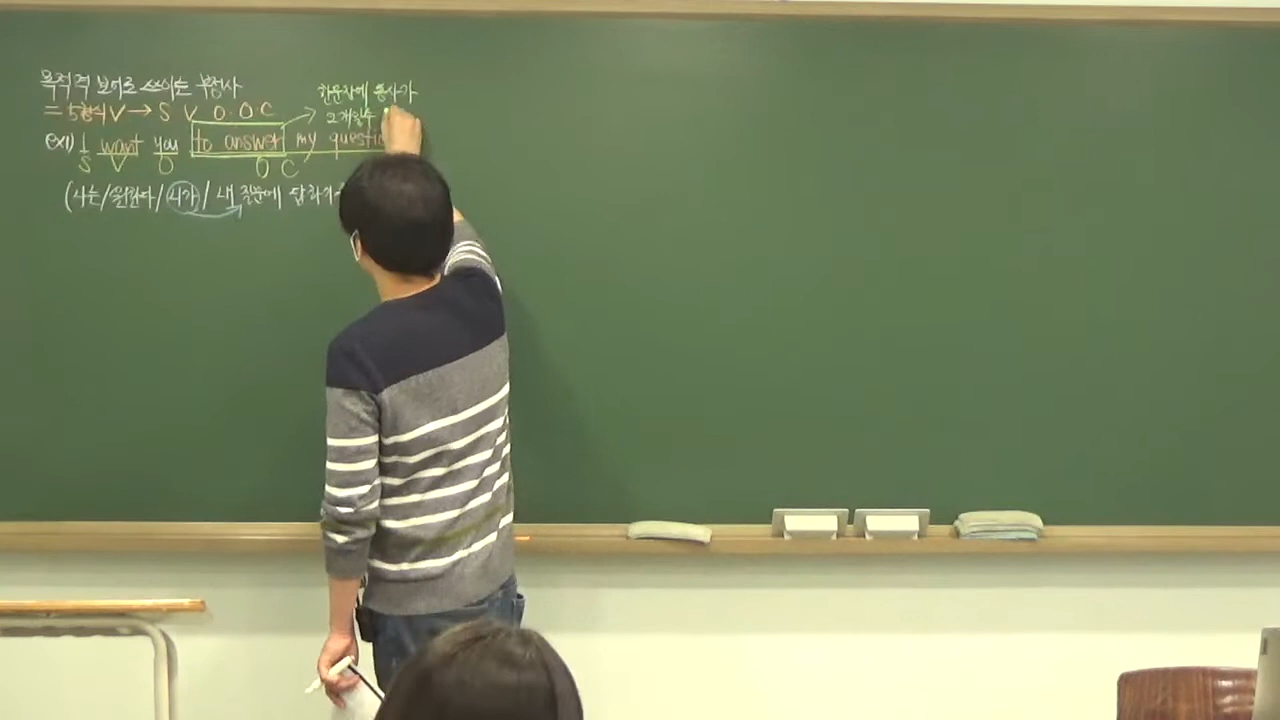 목적격 보어로 쓰이는 부정사
= 5형식 V → S V O. O.C
한문장에 동사가
2개일수
ex1) I want you to answer my questi
S V O O C
(나는/원한다/네가/ 내 질문에 답하기